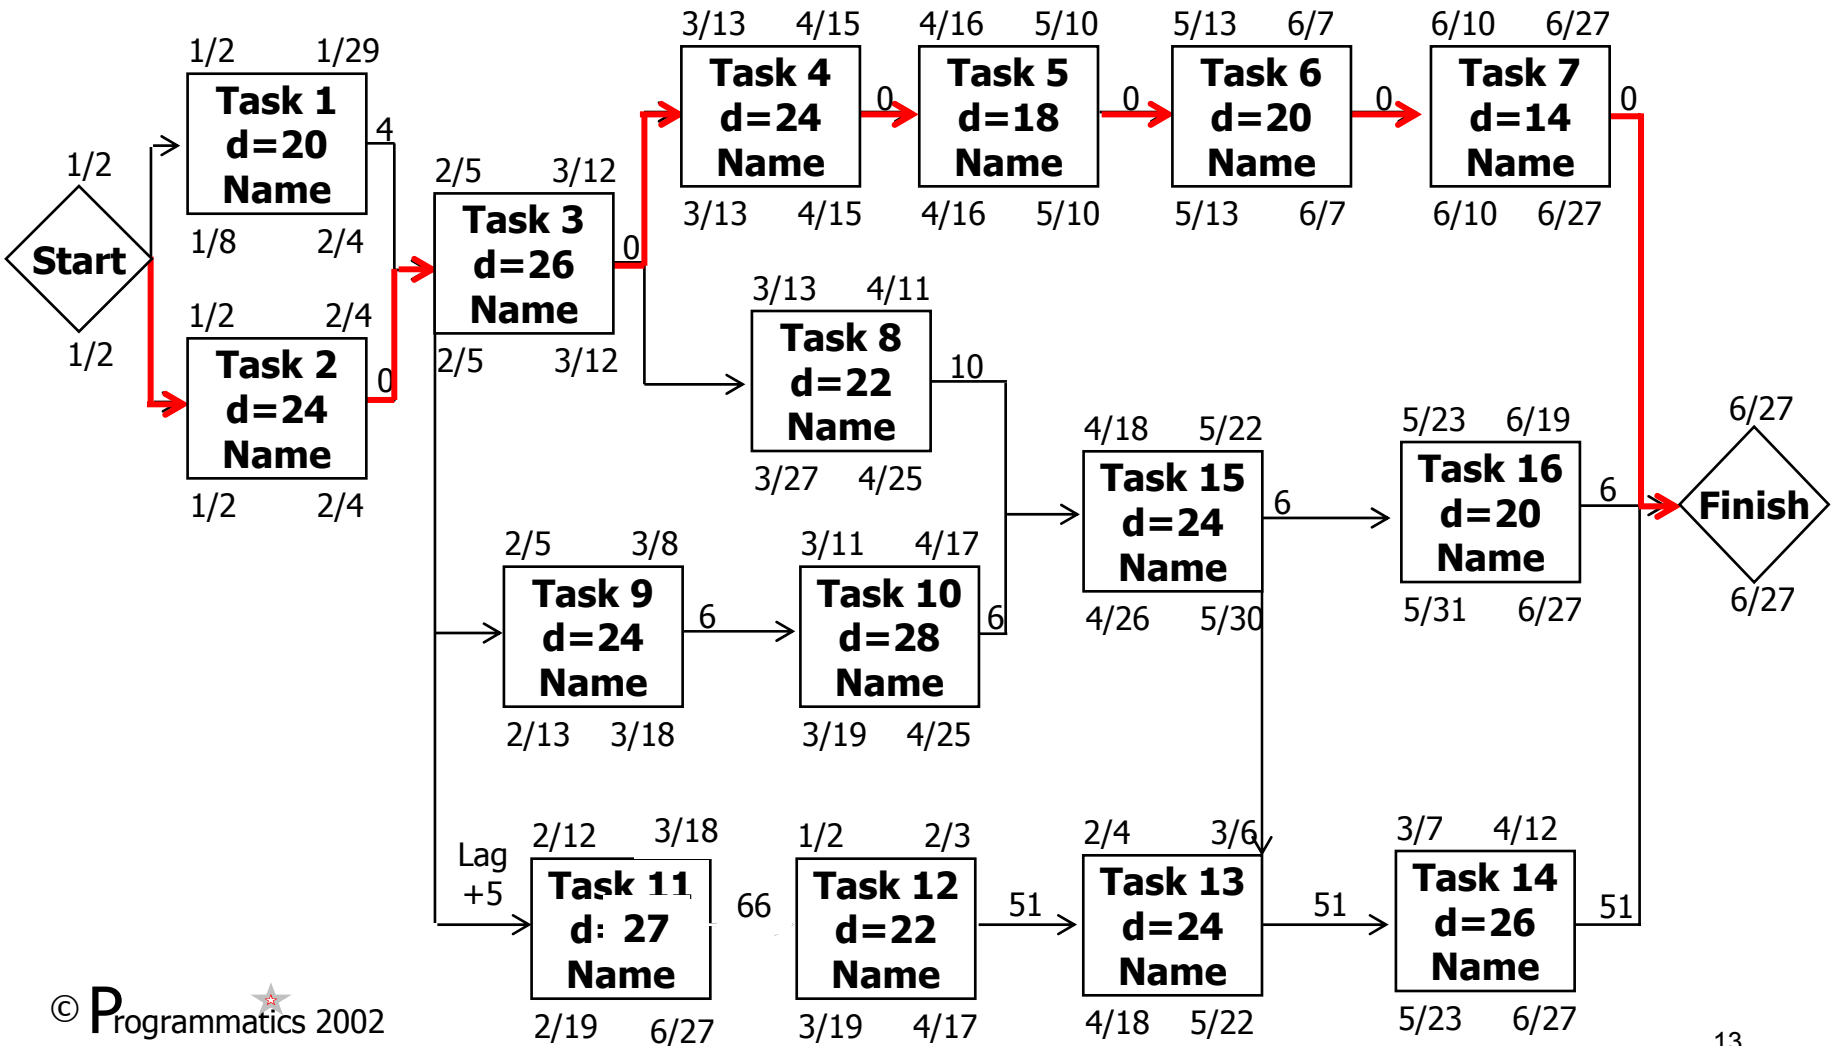 1/2
Start
1/2
1/2 1/29
Task 1
d=20
Name
1/8 2/4
4
1/2 2/4
Task 2
d=24
Name
1/2 2/4
0
2/5 3/12
Task 3
d=26
Name
2/5 3/12
0
3/13 4/15
Task 4
d=24
Name
3/13 4/15
0
4/16 5/10
Task 5
d=18
Name
4/16 5/10
0
5/13 6/7
Task 6
d=20
Name
5/13 6/7
0
6/10 6/27
Task 7
d=14
Name
6/10 6/27
0
3/13 4/11
Task 8
d=22
Name
3/27 4/25
10
4/18 5/22
Task 15
d=24
Name
4/26 5/30
6
5/23 6/19
Task 16
d=20
Name
5/31 6/27
6
6/27
Finish
6/27
2/5 3/8
Task 9
d=24
Name
2/13 3/18
6
3/11 4/17
Task 10
d=28
Name
3/19 4/25
6
Lag
+5
2/12 3/18
Task 11
d= 27
Name
2/19 6/27
66
1/2 2/3
Task 12
d=22
Name
3/19 4/17
51
2/4 3/6
Task 13
d=24
Name
4/18 5/22
51
3/7 4/12
Task 14
d=26
Name
5/23 6/27
51
© Programmatics 2002
13